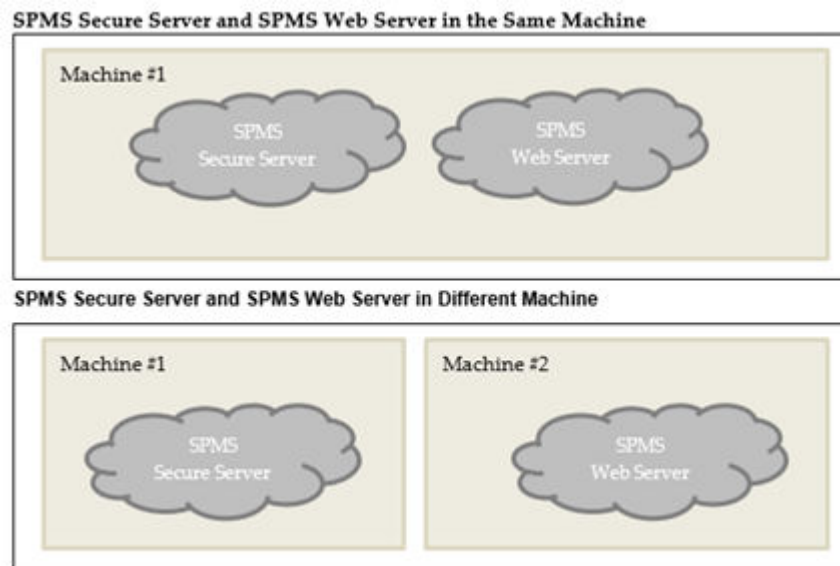 SPMS Secure Server and SPMS Web Server in the Same Machine
Machine #1
SPMS
Secure Server
SPMS
Web Server
SPMS Secure Server and SPMS Web Server in Different Machine
Machine #1
SPMS
Secure Server
Machine #2
SPMS
Web Server